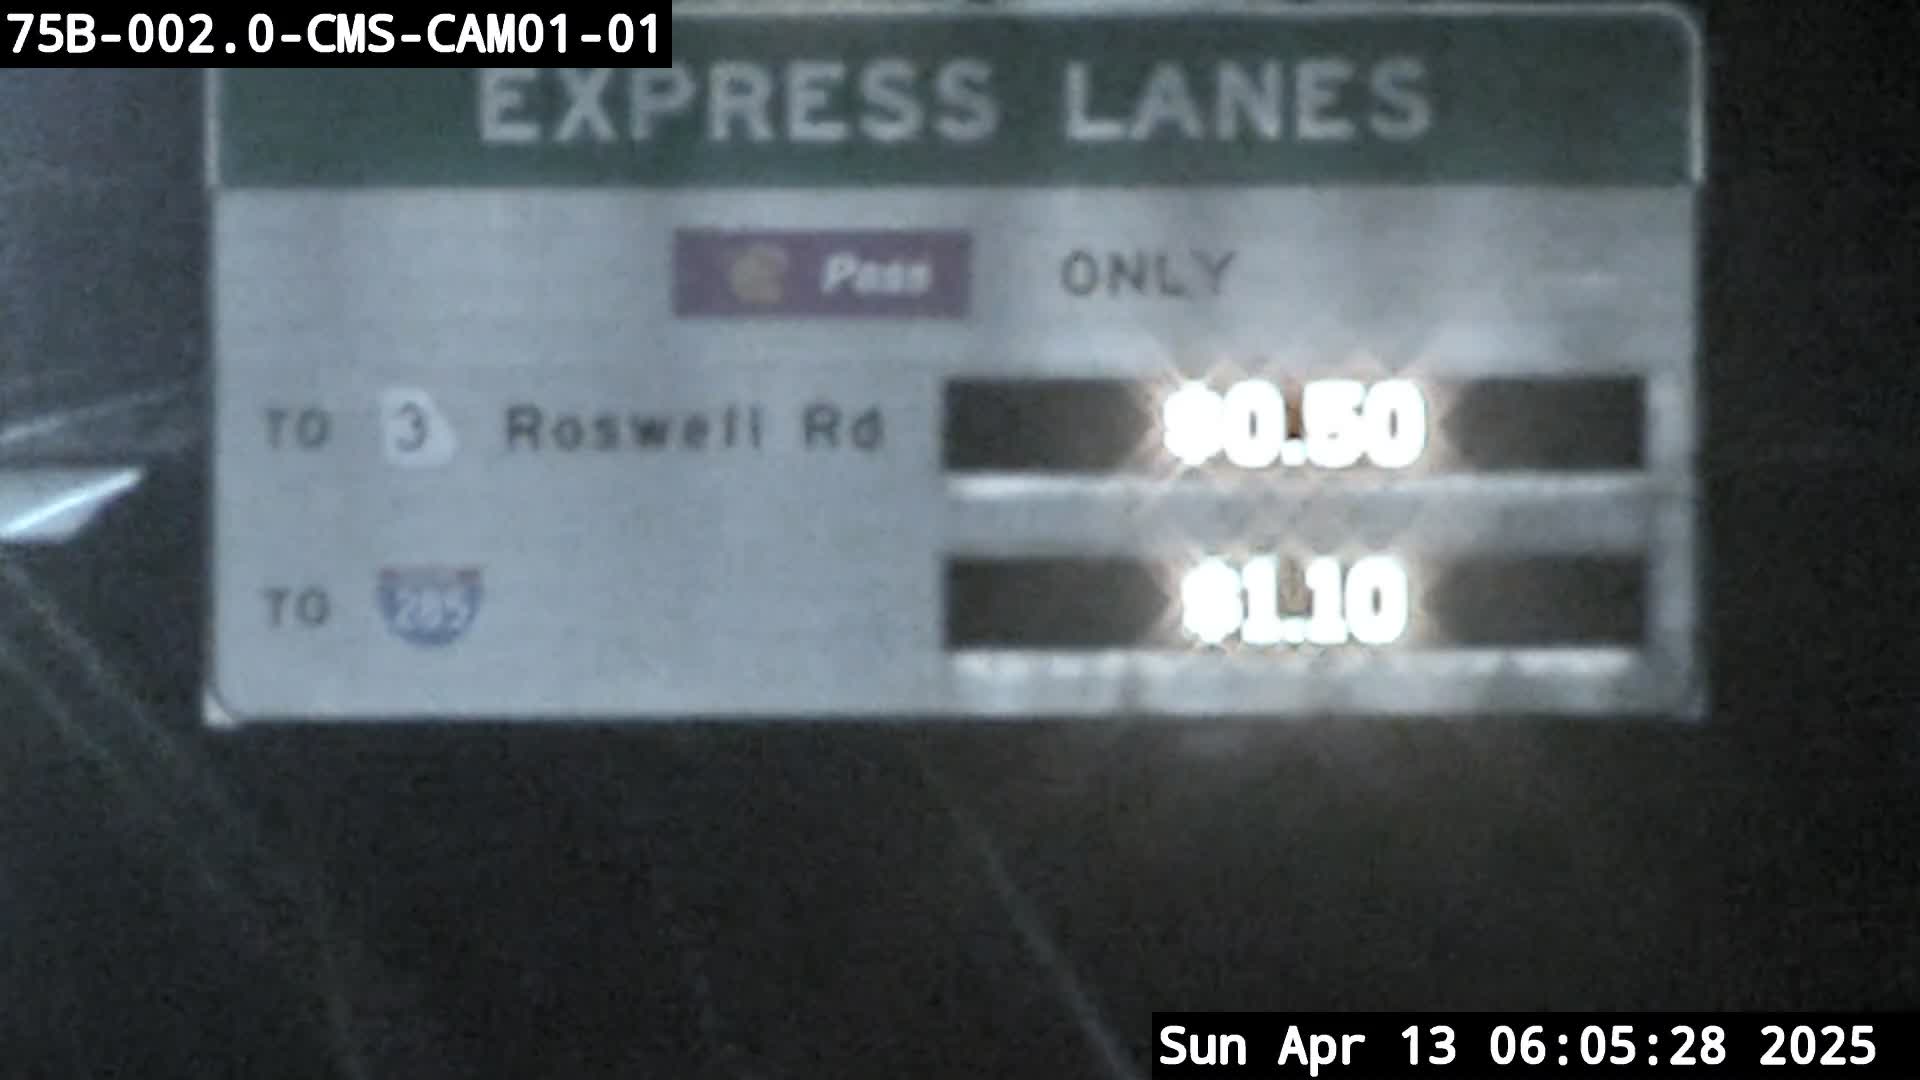 75B-002.0-CMS-CAM01-01
EXPRESS LANES
Pass ONLY
TO 3 Roswell Rd $0.50
TO 285 $1.10
Sun Apr 13 06:05:28 2025